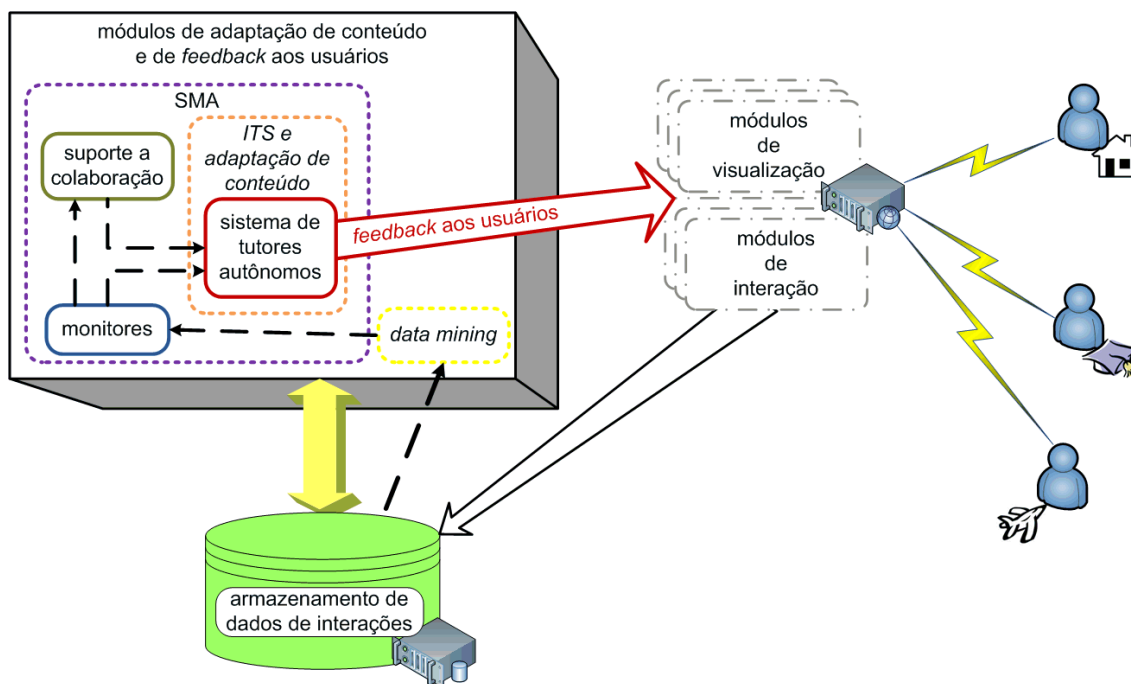 módulos de adaptação de conteúdo
e de feedback aos usuários
SMA
ITS e
adaptação de
conteúdo
suporte a
colaboração
sistema de
tutores
autônomos
monitores
data mining
feedback aos usuários
módulos
de
visualização
módulos
de
interação
armazenamento de
dados de interações